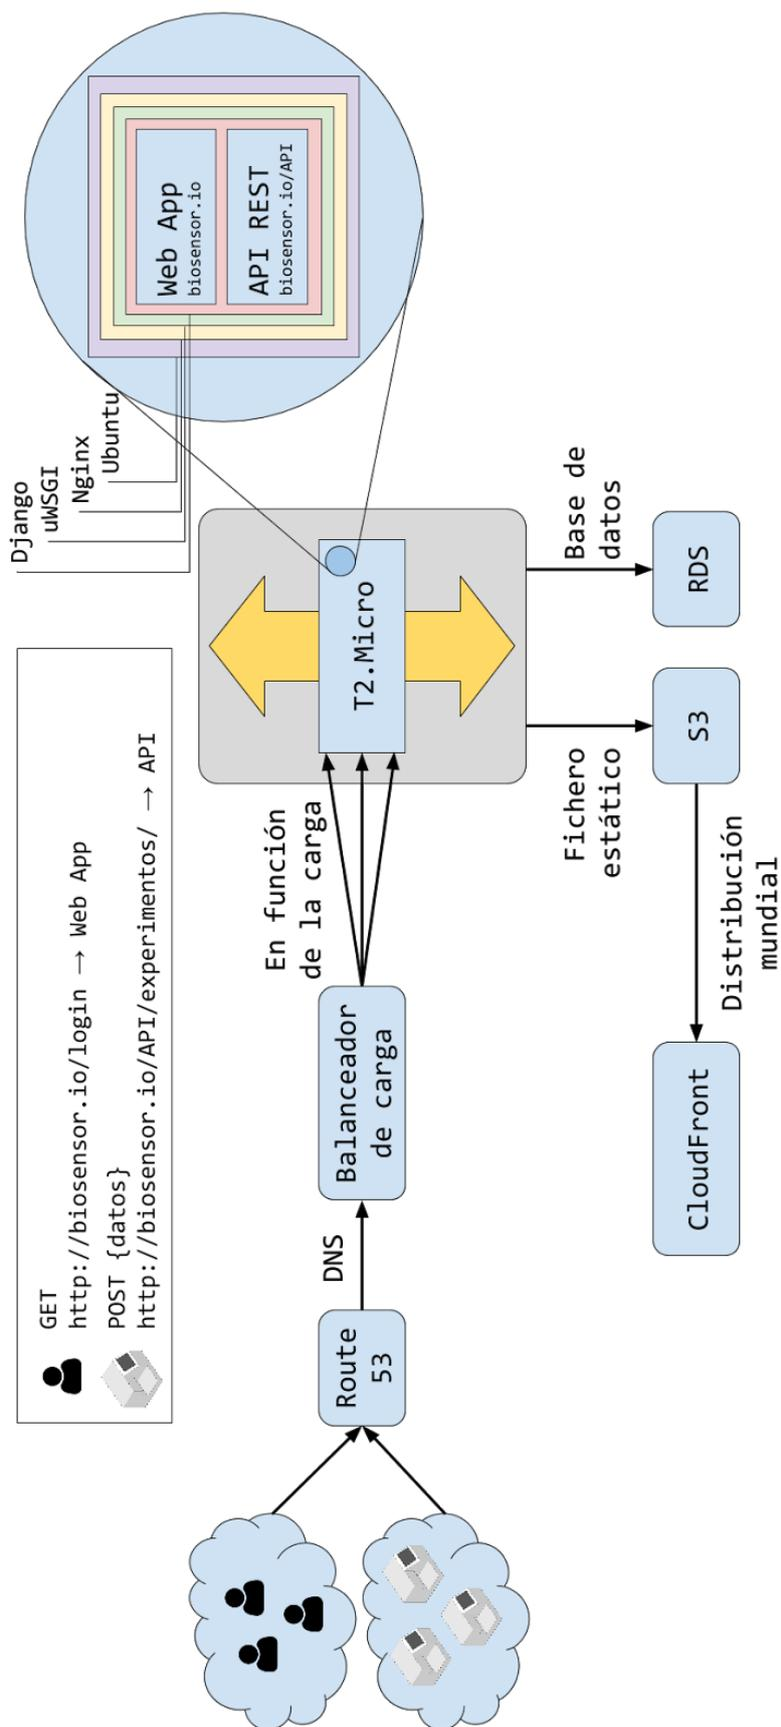 GET
http://biosensor.io/login → Web App
POST {datos}
http://biosensor.io/API/experimentos/ → API
Django
uWSGI
Nginx
Ubuntu
Web App
biosensor.io
API REST
biosensor.io/API
Route
53
DNS
Balanceador
de carga
En función
de la carga
T2.Micro
Fichero
estático
Base de
datos
CloudFront
Distribución
mundial
S3
RDS